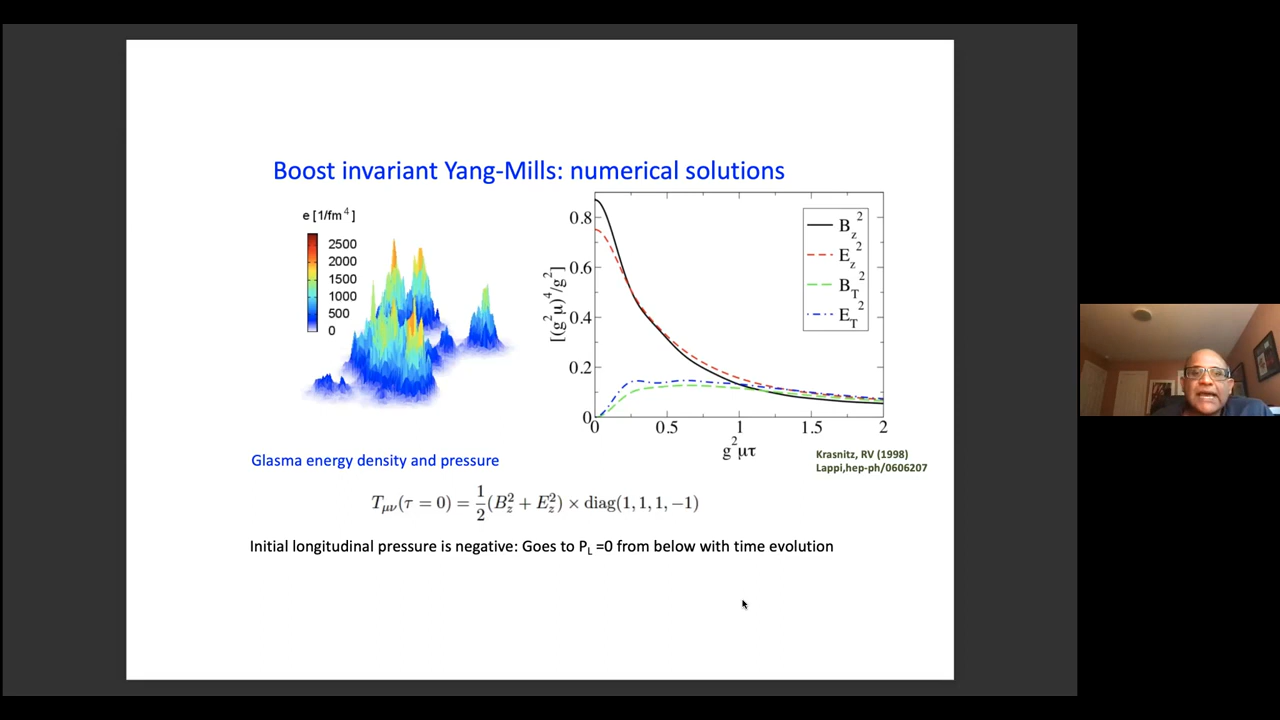 Boost invariant Yang-Mills: numerical solutions
e [1/fm⁴]
2500
2000
1500
1000
500
0
[(g²μ)⁴/g²]
0.8
0.6
0.4
0.2
0
0 0.5 1 1.5 2
g²μτ
B_z²
E_z²
B_T²
E_T²
Krasnitz, RV (1998)
Lappi,hep-ph/0606207
Glasma energy density and pressure
T_μν(τ = 0) = 1/2 (B_z² + E_z²) × diag(1, 1, 1, −1)
Initial longitudinal pressure is negative: Goes to P_L =0 from below with time evolution